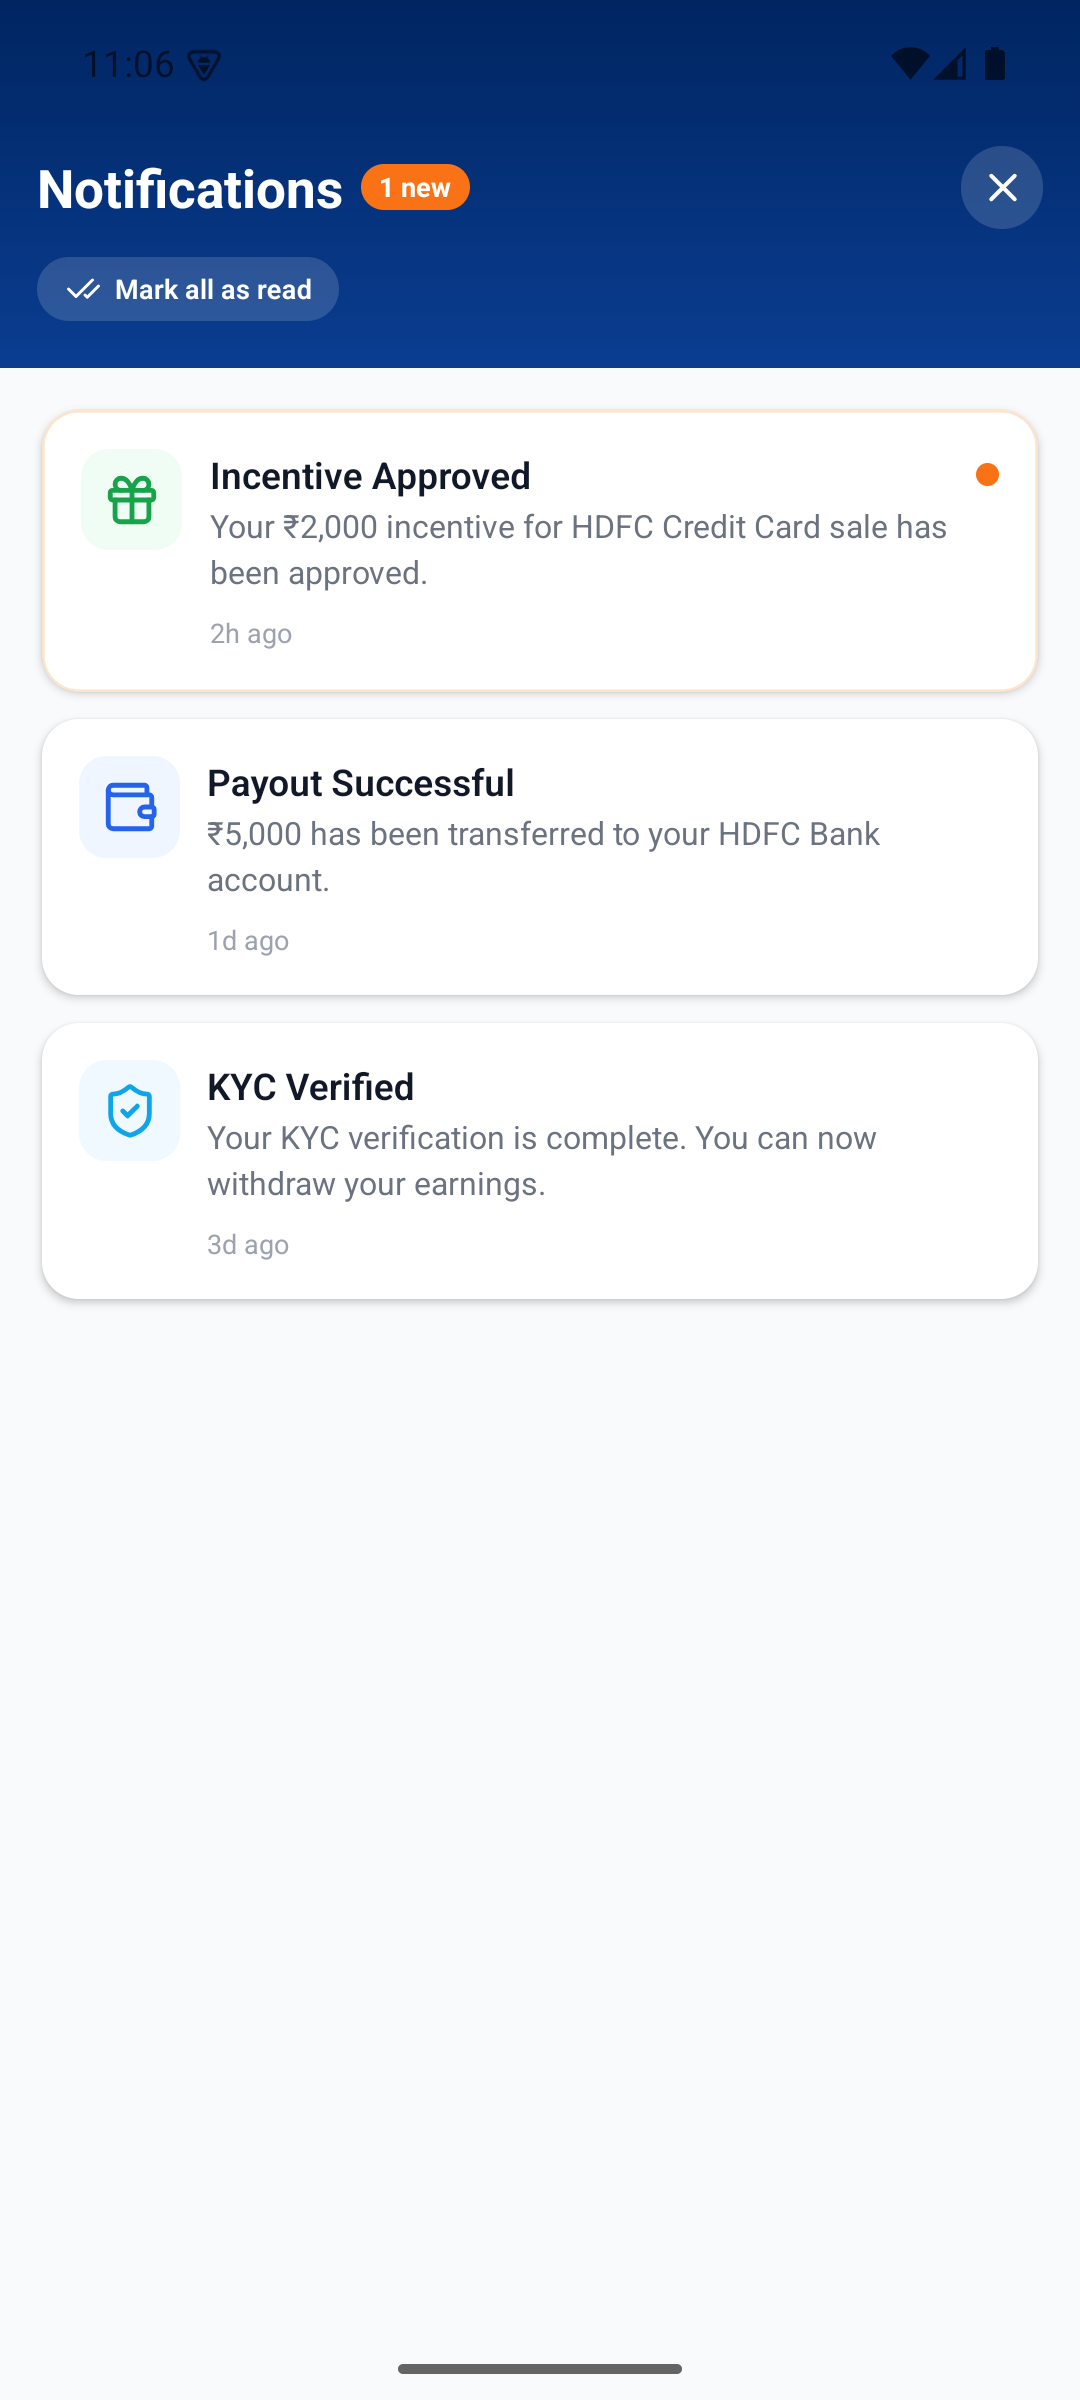 11:06
Notifications
1 new
Mark all as read
Incentive Approved
Your ₹2,000 incentive for HDFC Credit Card sale has
been approved.
2h ago
Payout Successful
₹5,000 has been transferred to your HDFC Bank
account.
1d ago
KYC Verified
Your KYC verification is complete. You can now
withdraw your earnings.
3d ago